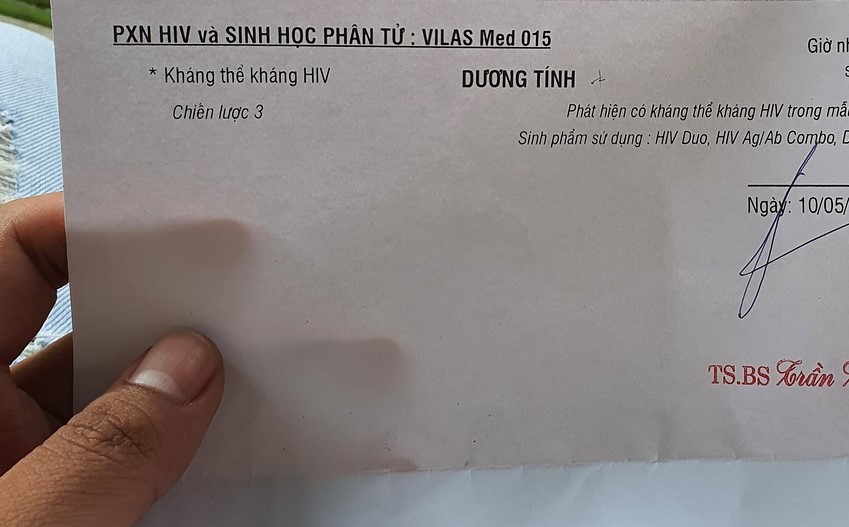 PXN HIV và SINH HỌC PHÂN TỬ : VILAS Med 015
Giờ
* Kháng thể kháng HIV
DƯƠNG TÍNH +
Chiến lược 3
Phát hiện có kháng thể kháng HIV trong
Sinh phẩm sử dụng : HIV Duo, HIV Ag/Ab Combo,
Ngày: 10/05/
TS.BS Trần